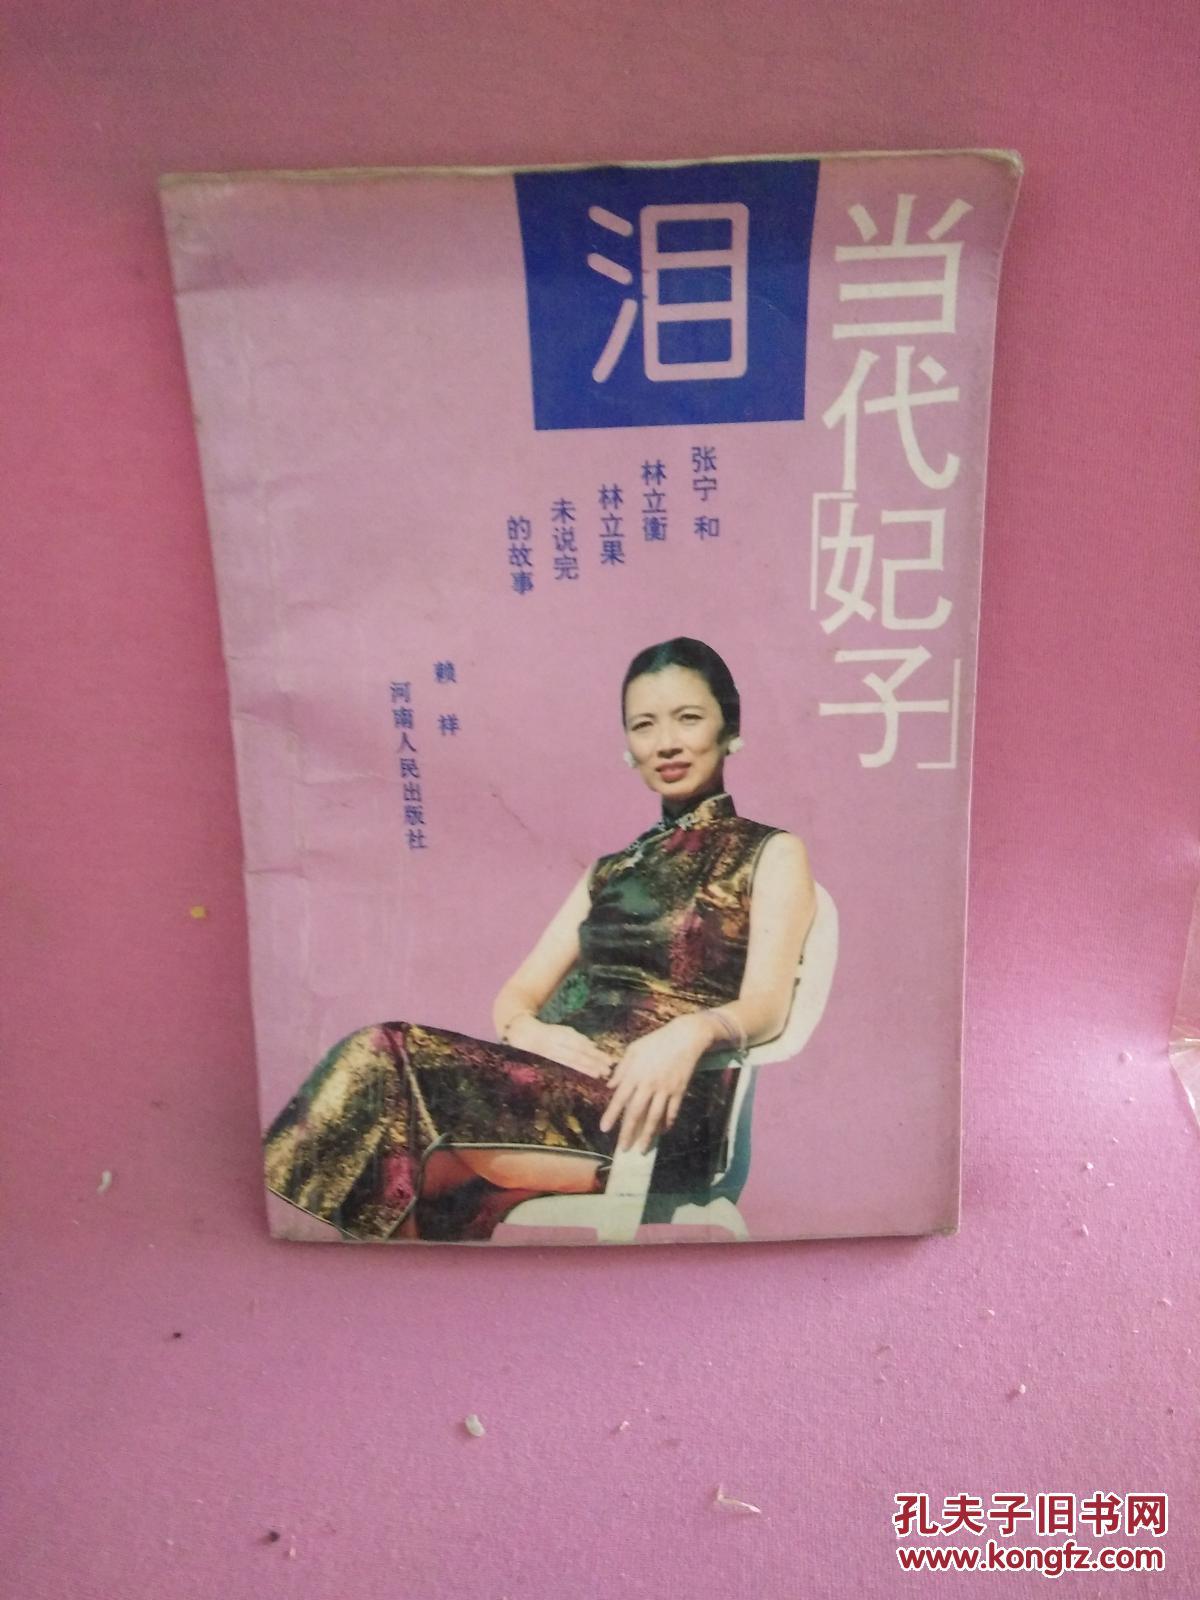 当代「妃子」
泪
张宁和
林立衡
林立果
未说完
的故事
赖祥
河南人民出版社
孔夫子旧书网
www.kongfz.com